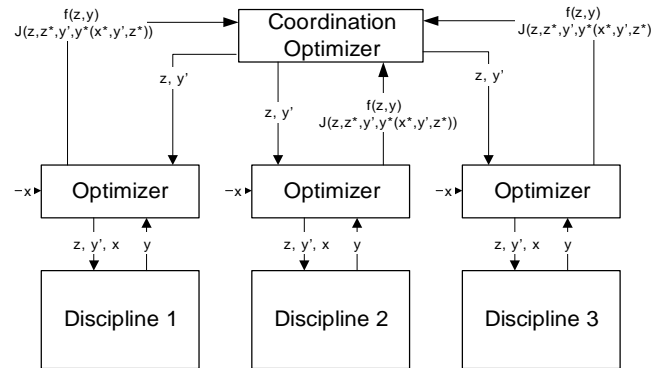 f(z,y)
J(z,z*,y',y*(x*,y',z*))
Coordination
Optimizer
f(z,y)
J(z,z*,y',y*(x*,y',z*)
z, y'
z, y'
f(z,y)
J(z,z*,y',y*(x*,y',z*))
z, y'
x
Optimizer
x
Optimizer
x
Optimizer
z, y', x
y
z, y', x
y
z, y', x
y
Discipline 1
Discipline 2
Discipline 3